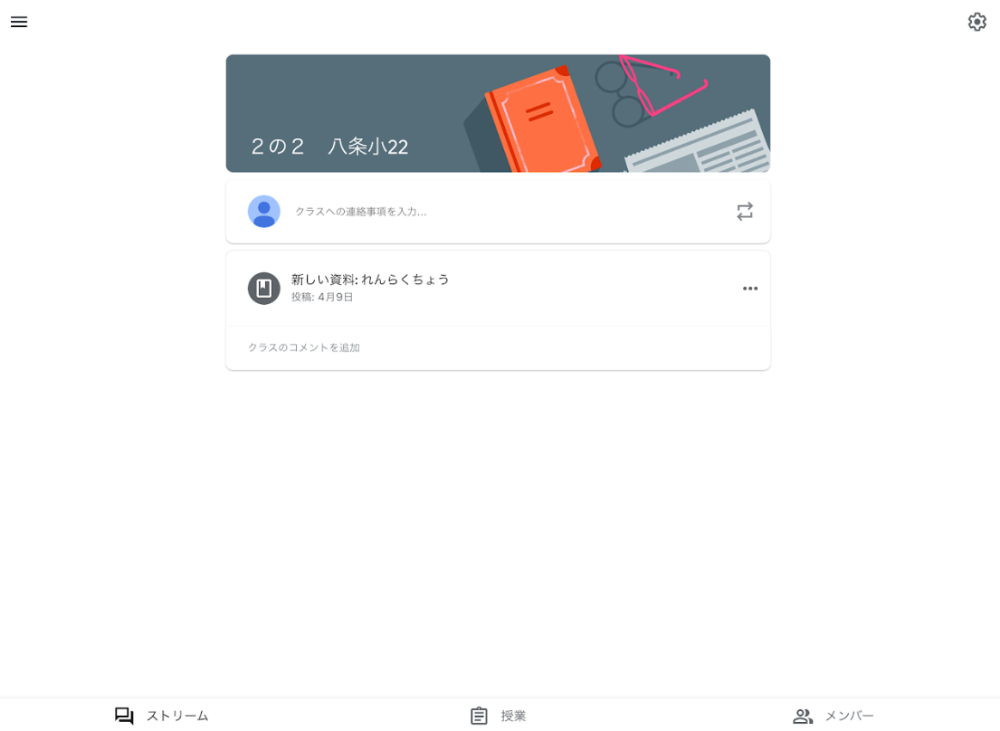 ２の２　八条小22
クラスへの連絡事項を入力...
新しい資料: れんらくちょう
投稿: 4月9日
クラスのコメントを追加
ストリーム
授業
メンバー